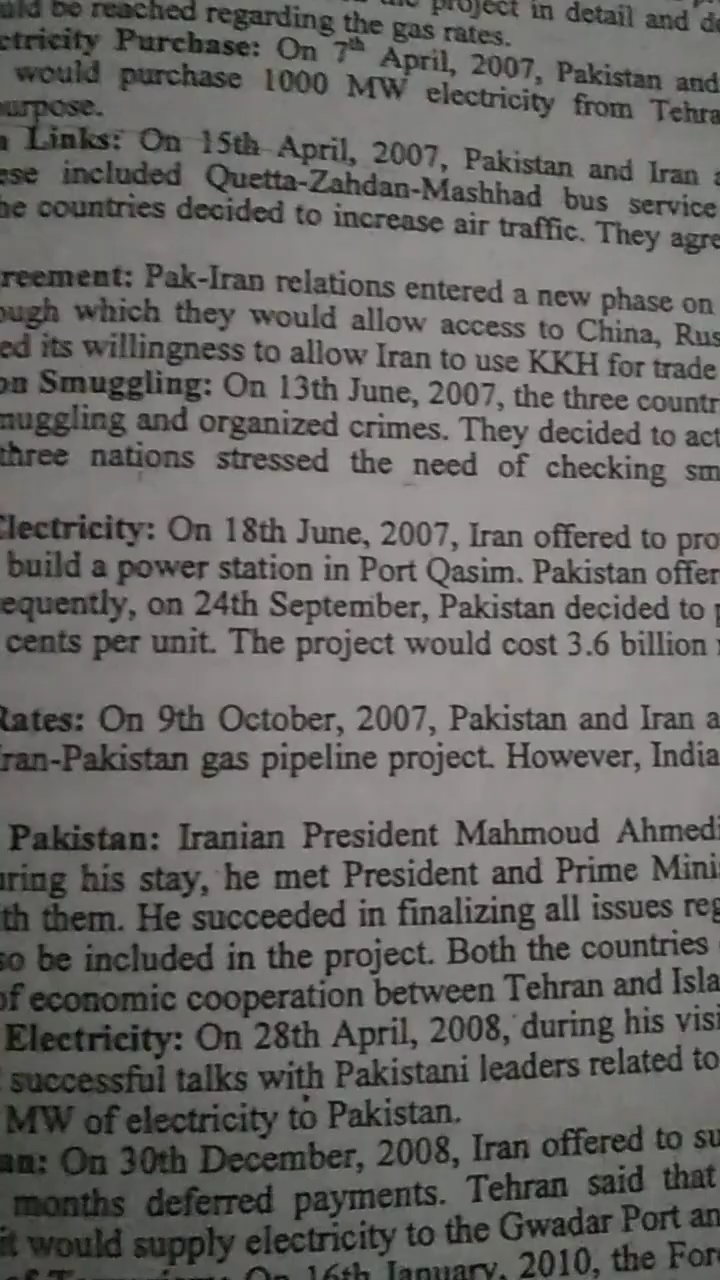 project in detail and
be reached regarding the gas rates.
Purchase: On 7th April, 2007, Pakistan and
would purchase 1000 MW electricity from Tehra
urpose.
Links: On 15th April, 2007, Pakistan and Iran a
ese included Quetta-Zahdan-Mashhad bus service
he countries decided to increase air traffic. They agre
reement: Pak-Iran relations entered a new phase on
ough which they would allow access to China, Rus
ed its willingness to allow Iran to use KKH for trade
on Smuggling: On 13th June, 2007, the three countr
muggling and organized crimes. They decided to act
three nations stressed the need of checking sm
Electricity: On 18th June, 2007, Iran offered to pro
build a power station in Port Qasim. Pakistan offer
equently, on 24th September, Pakistan decided to p
cents per unit. The project would cost 3.6 billion
Rates: On 9th October, 2007, Pakistan and Iran a
ran-Pakistan gas pipeline project. However, India
Pakistan: Iranian President Mahmoud Ahmedi
uring his stay, he met President and Prime Mini
th them. He succeeded in finalizing all issues reg
so be included in the project. Both the countries
of economic cooperation between Tehran and Isla
Electricity: On 28th April, 2008, during his visi
successful talks with Pakistani leaders related to
MW of electricity to Pakistan.
an: On 30th December, 2008, Iran offered to su
months deferred payments. Tehran said that
it would supply electricity to the Gwadar Port an
On 16th January, 2010, the For